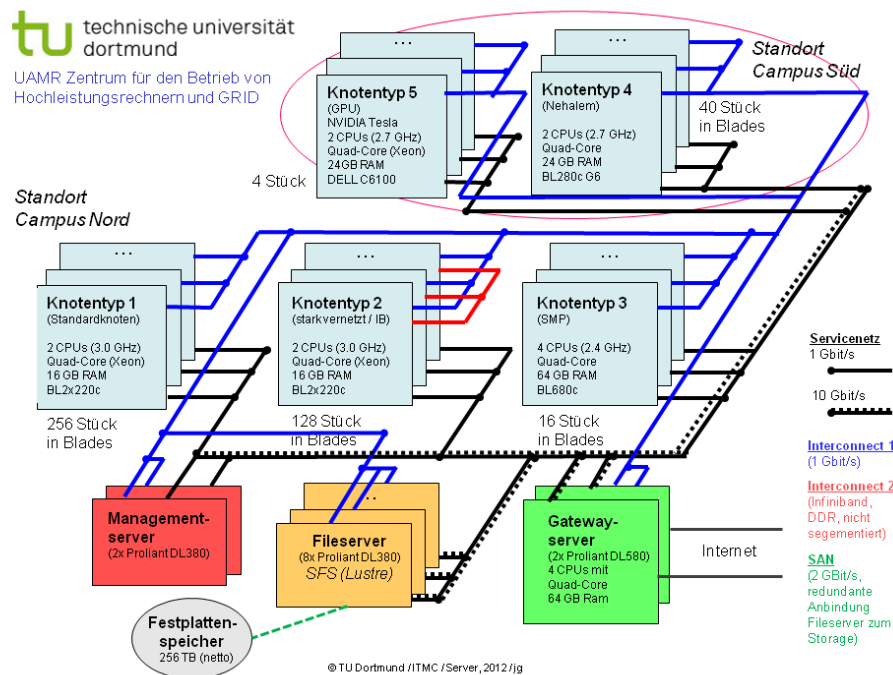 tu technische universität
dortmund
UAMR Zentrum für den Betrieb von
Hochleistungsrechnern und GRID
Standort
Campus Süd
...
Knotentyp 5
(GPU)
NVIDIA Tesla
2 CPUs (2.7 GHz)
Quad-Core (Xeon)
24GB RAM
DELL C6100
4 Stück
...
Knotentyp 4
(Nehalem)
2 CPUs (2.7 GHz)
Quad-Core
24 GB RAM
BL280c G6
40 Stück
in Blades
Standort
Campus Nord
...
Knotentyp 1
(Standardknoten)
2 CPUs (3.0 GHz)
Quad-Core (Xeon)
16 GB RAM
BL2x220c
256 Stück
in Blades
...
Knotentyp 2
(starkvernetzt / IB)
2 CPUs (3.0 GHz)
Quad-Core (Xeon)
16 GB RAM
BL2x220c
128 Stück
in Blades
...
Knotentyp 3
(SMP)
4 CPUs (2.4 GHz)
Quad-Core
64 GB RAM
BL680c
16 Stück
in Blades
Servicenetz
1 Gbit/s
10 Gbit/s
Interconnect 1
(1 Gbit/s)
Interconnect 2
(Infiniband,
DDR, nicht
segementiert)
SAN
(2 GBit/s,
redundante
Anbindung
Fileserver zum
Storage)
Management-
server
(2x Proliant DL380)
...
Fileserver
(8x Proliant DL380)
SFS (Lustre)
Gateway-
server
(2x Proliant DL580)
4 CPUs mit
Quad-Core
64 GB Ram
Internet
Festplatten-
speicher
256 TB (netto)
© TU Dortmund / ITMC / Server, 2012 / jg